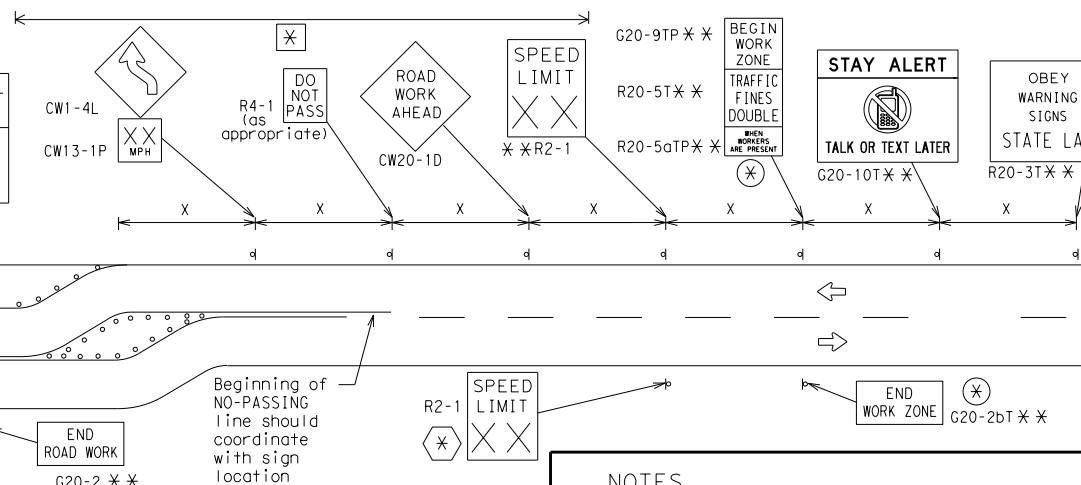 CW1-4L
CW13-1P
X X
MPH
*
R4-1
(as
appropriate)
DO
NOT
PASS
ROAD
WORK
AHEAD
CW20-1D
SPEED
LIMIT
X X
* * R2-1
G20-9TP * *
R20-5T * *
R20-5aTP * *
BEGIN
WORK
ZONE
TRAFFIC
FINES
DOUBLE
WHEN
WORKERS
ARE PRESENT
*
STAY ALERT
TALK OR TEXT LATER
G20-10T * *
OBEY
WARNING
SIGNS
STATE LA
R20-3T * *
X
X
X
X
X
X
X
Beginning of
NO-PASSING
line should
coordinate
with sign
location
R2-1
*
SPEED
LIMIT
X X
END
WORK ZONE
*
G20-2bT * *
END
ROAD WORK
G20-2 * *
NOTES